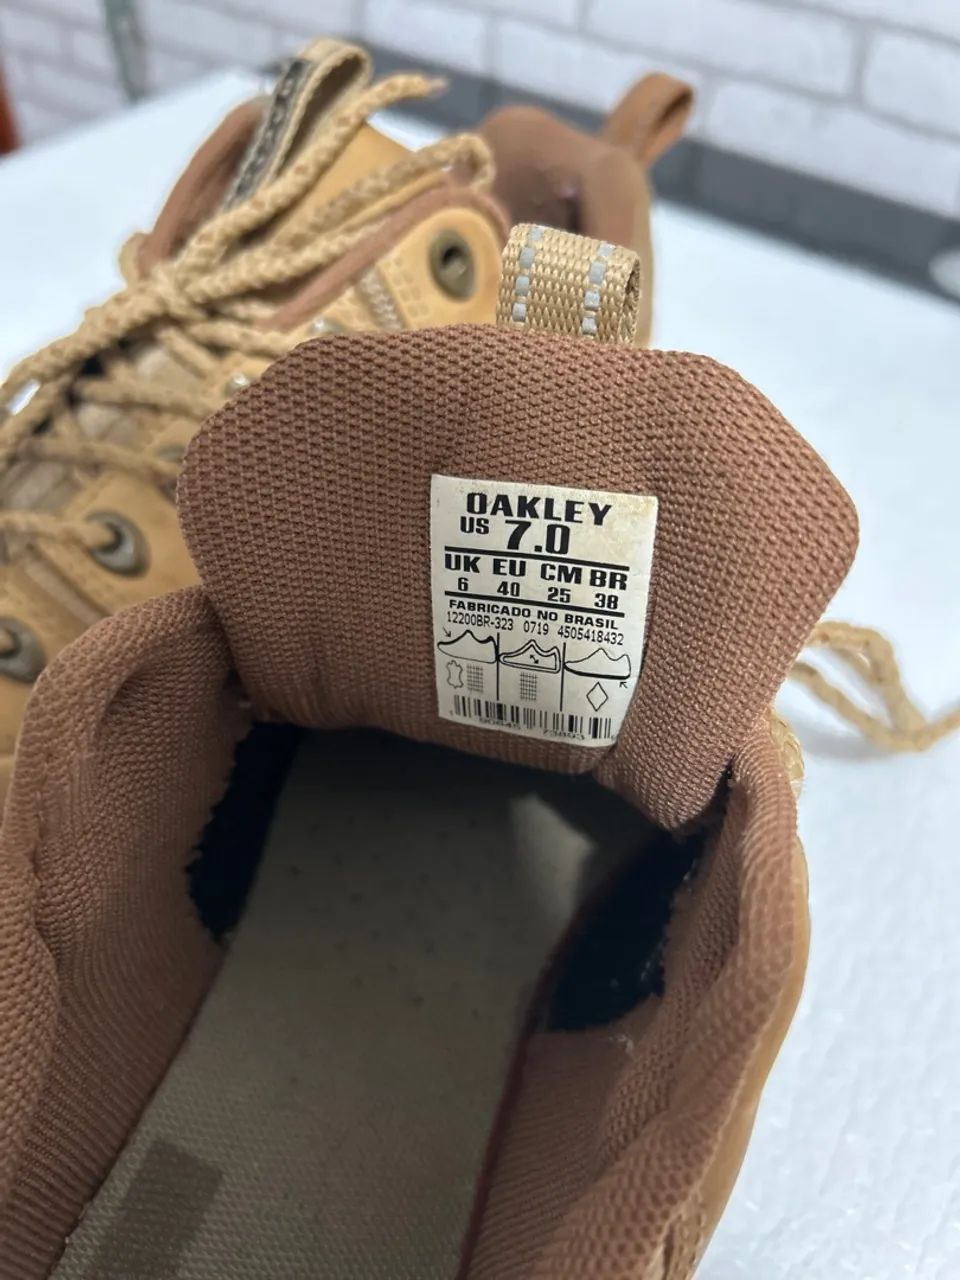 OAKLEY
US 7.0
UK EU CM BR
6 40 25 38
FABRICADO NO BRASIL
12200BR-323 0719 4505418432